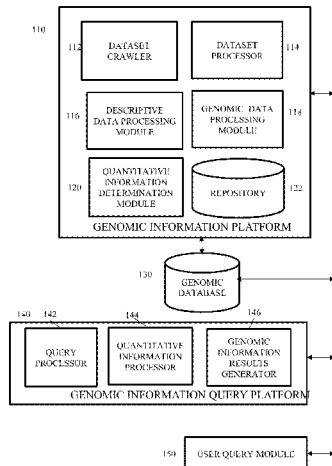 110
112
DATASET
CRAWLER
DATASET
PROCESSOR
114
116
DESCRIPTIVE
DATA PROCESSING
MODULE
GENOMIC DATA
PROCESSING
MODULE
118
120
QUANTITATIVE
INFORMATION
DETERMINATION
MODULE
REPOSITORY
122
GENOMIC INFORMATION PLATFORM
130
GENOMIC
DATABASE
140
142
144
146
QUERY
PROCESSOR
QUANTITATIVE
INFORMATION
PROCESSOR
GENOMIC
INFORMATION
RESULTS
GENERATOR
GENOMIC INFORMATION QUERY PLATFORM
150
USER QUERY MODULE